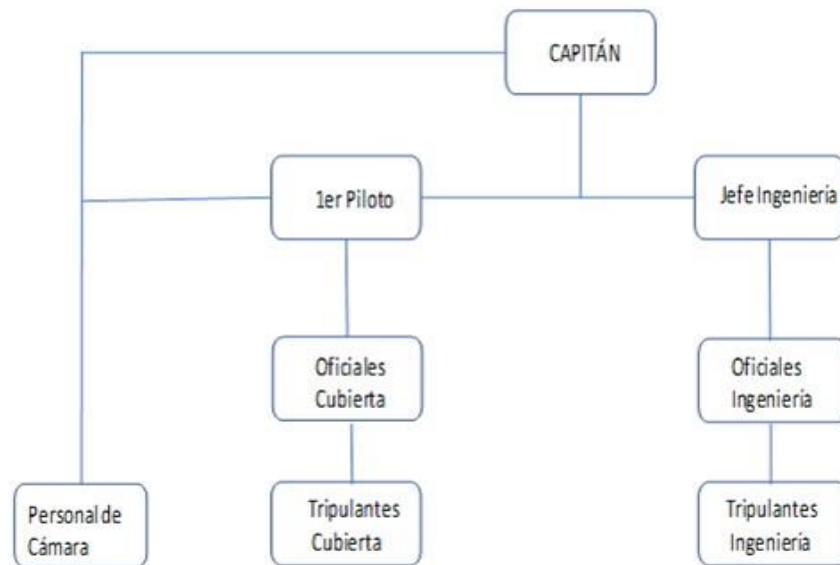 CAPITÁN
1er Piloto
Jefe Ingeniería
Oficiales
Cubierta
Oficiales
Ingeniería
Personal de
Cámara
Tripulantes
Cubierta
Tripulantes
Ingeniería